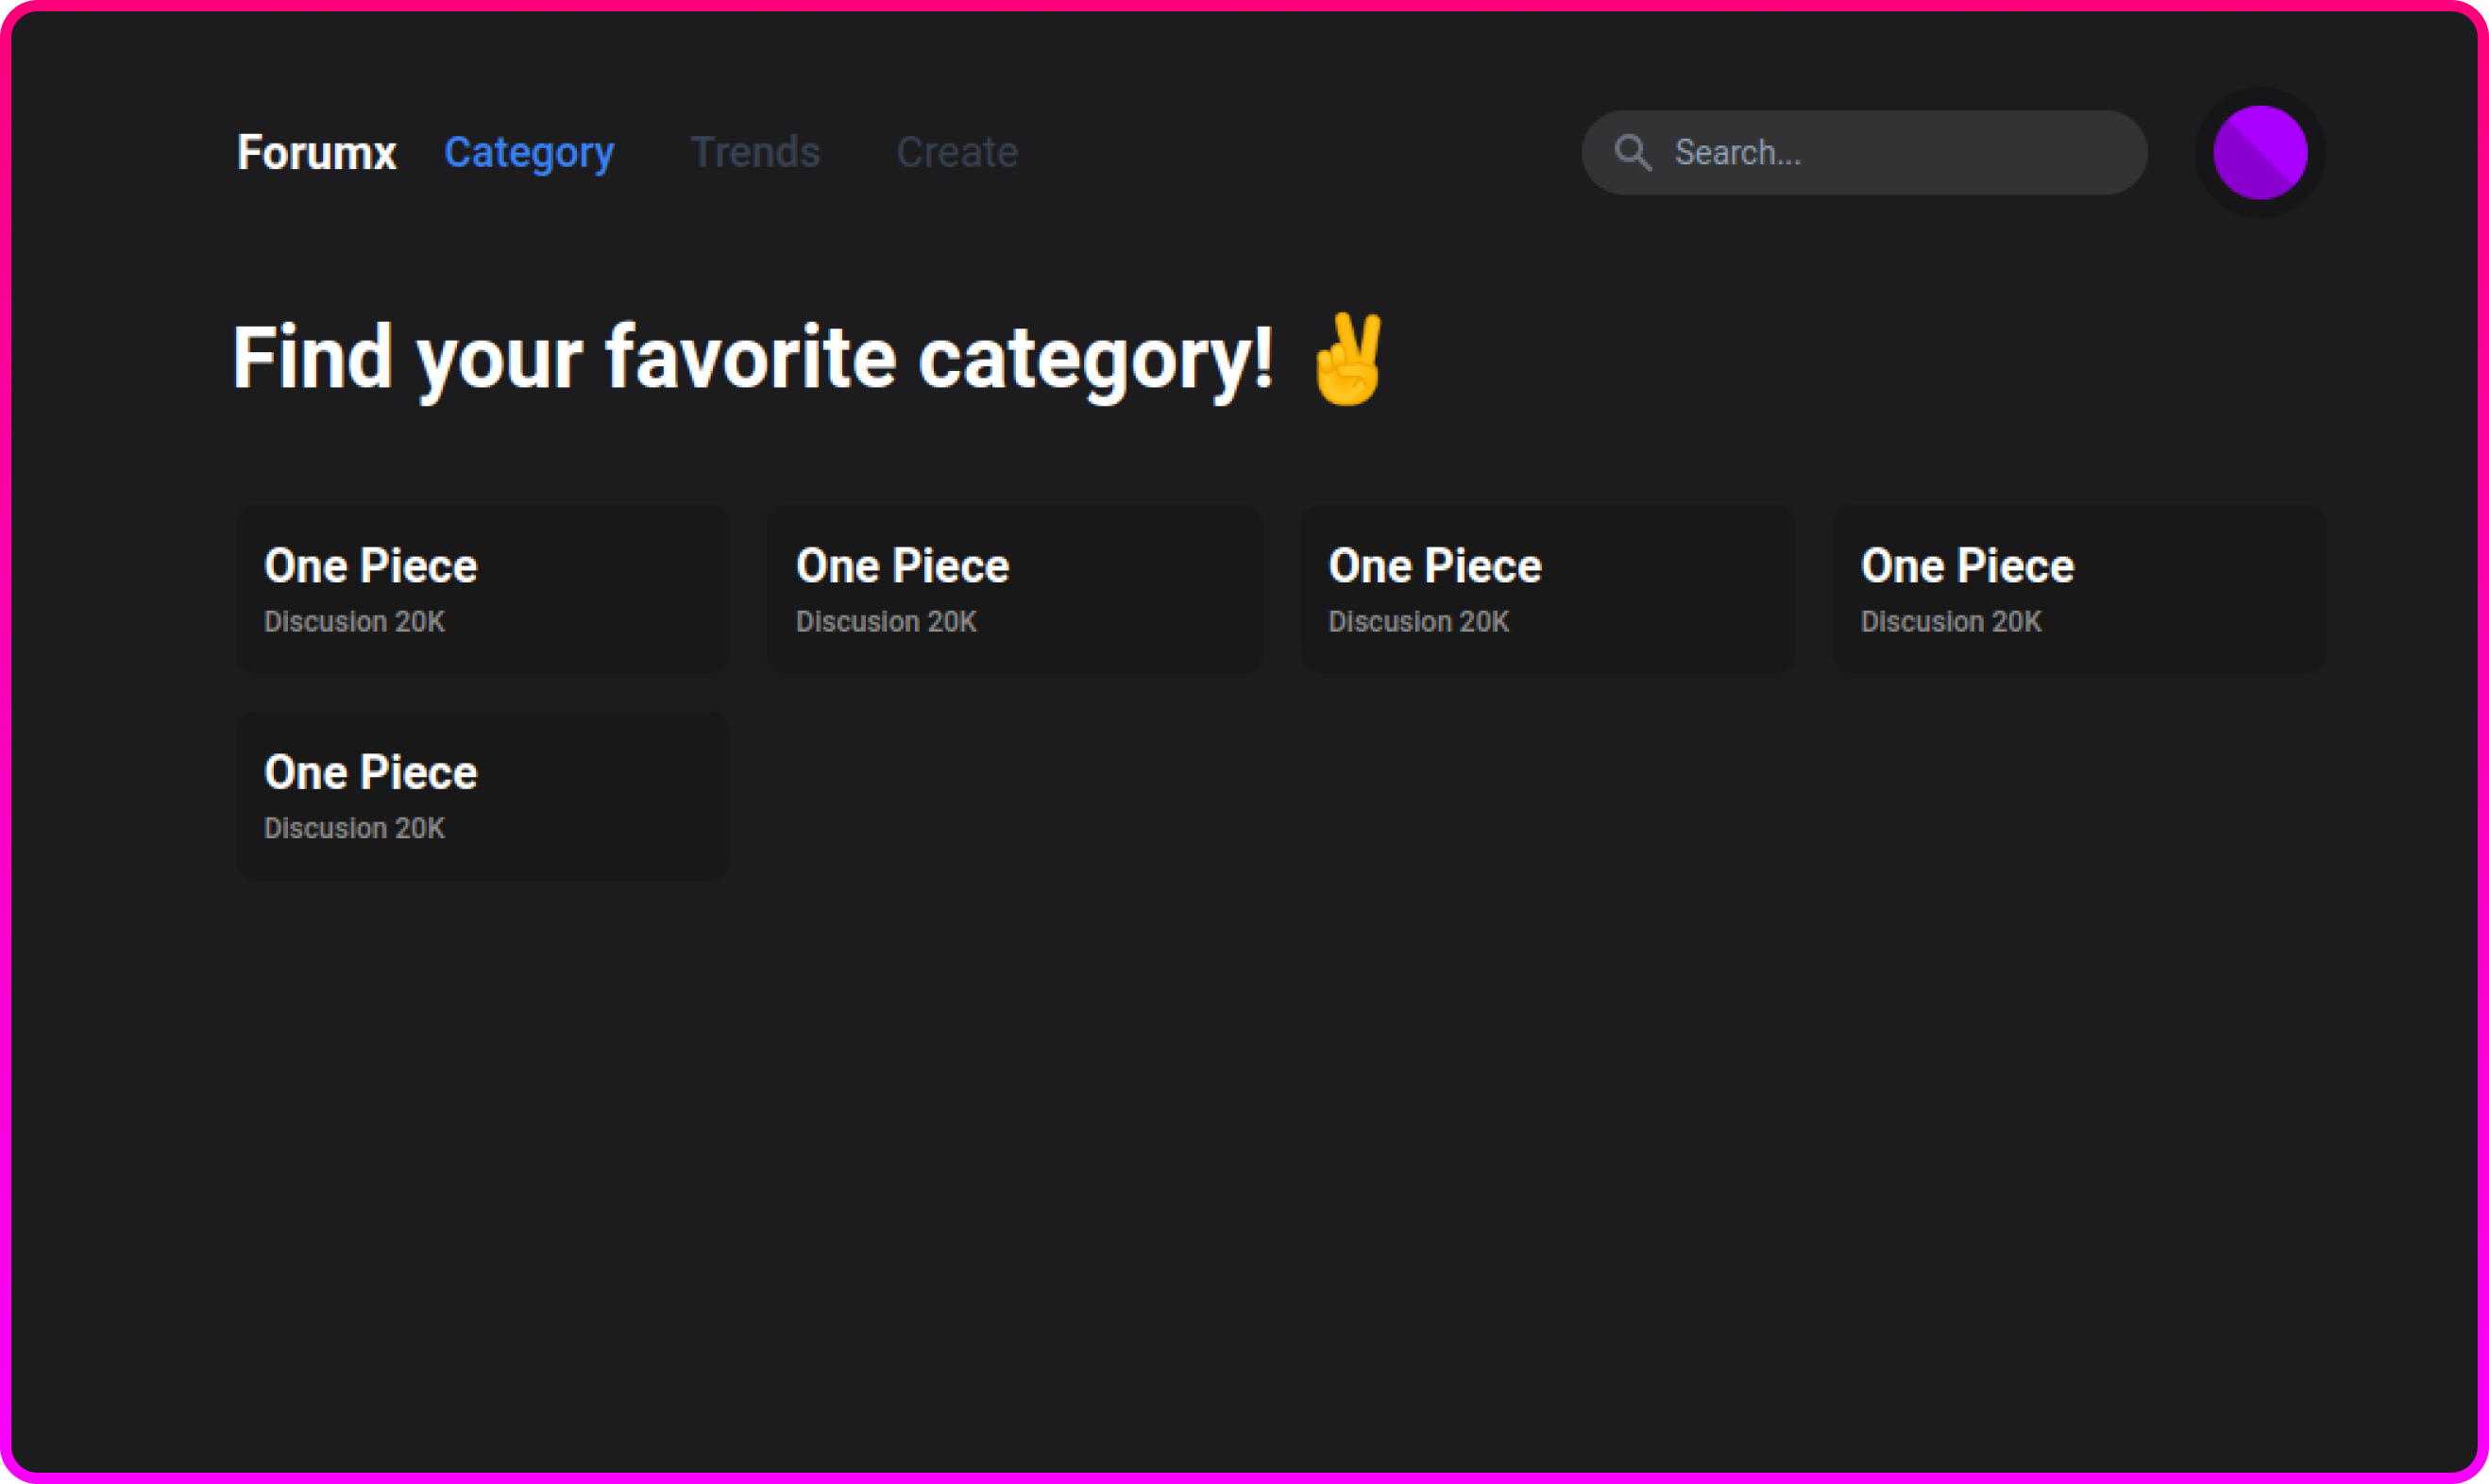 Forumx Category Trends Create Search...
Find your favorite category! ✌️
One Piece One Piece One Piece One Piece
Discusion 20K Discusion 20K Discusion 20K Discusion 20K
One Piece
Discusion 20K